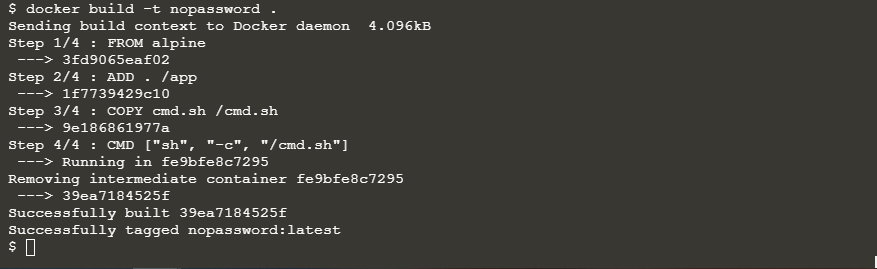 $ docker build -t nopassword .
Sending build context to Docker daemon  4.096kB
Step 1/4 : FROM alpine
 ---> 3fd9065eaf02
Step 2/4 : ADD . /app
 ---> 1f7739429c10
Step 3/4 : COPY cmd.sh /cmd.sh
 ---> 9e186861977a
Step 4/4 : CMD ["sh", "-c", "/cmd.sh"]
 ---> Running in fe9bfe8c7295
Removing intermediate container fe9bfe8c7295
 ---> 39ea7184525f
Successfully built 39ea7184525f
Successfully tagged nopassword:latest
$